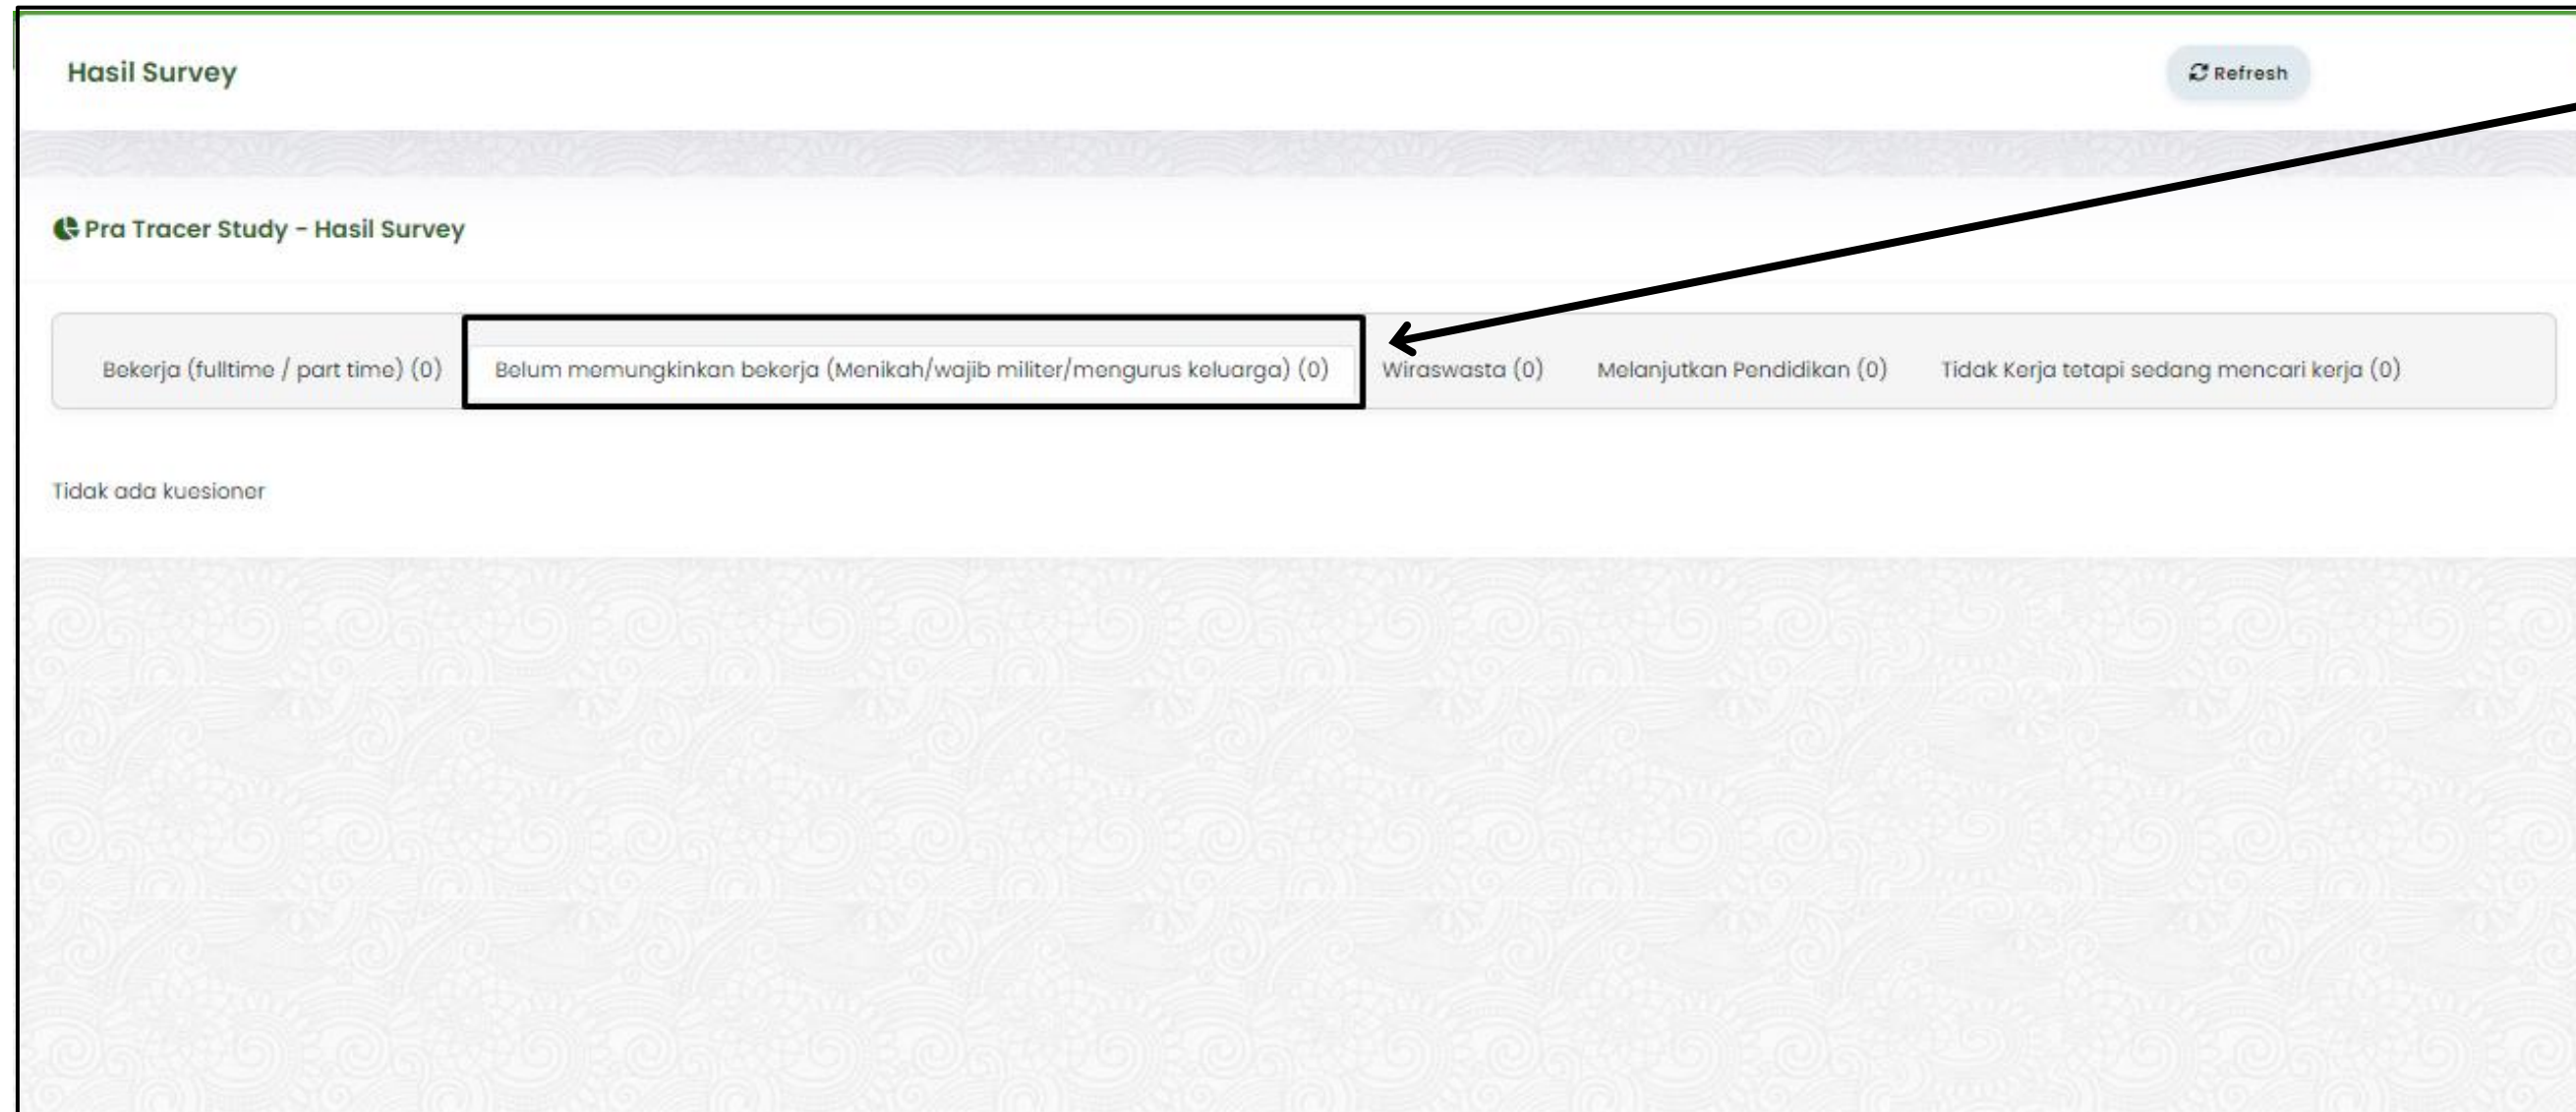 Hasil Survey
Refresh
Pra Tracer Study - Hasil Survey
Bekerja (fulltime / part time) (0) Belum memungkinkan bekerja (Menikah/wajib militer/mengurus keluarga) (0) Wiraswasta (0) Melanjutkan Pendidikan (0) Tidak Kerja tetapi sedang mencari kerja (0)
Tidak ada kuesioner